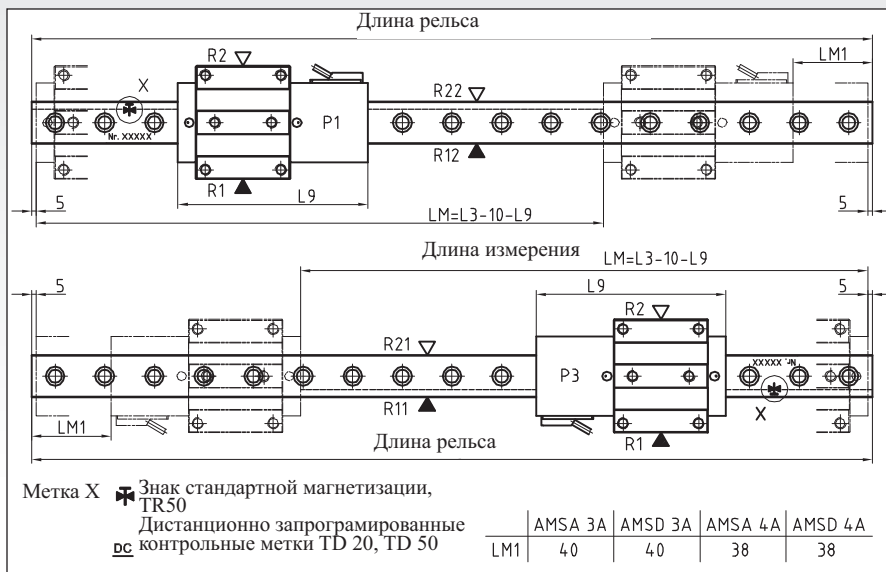 Длина рельса
R2
LM1
X
R22
P1
Nr. XXXXX
R12
R1
L9
5
LM=L3-10-L9
5
Длина измерения
LM=L3-10-L9
5
L9
5
R2
R21
Nr. XXXXX
P3
R11
X
LM1
R1
Длина рельса
Метка X Знак стандартной магнетизации,
TR50
Дистанционно запрограмированные
DC контрольные метки TD 20, TD 50
AMSA 3A AMSD 3A AMSA 4A AMSD 4A
LM1 40 40 38 38